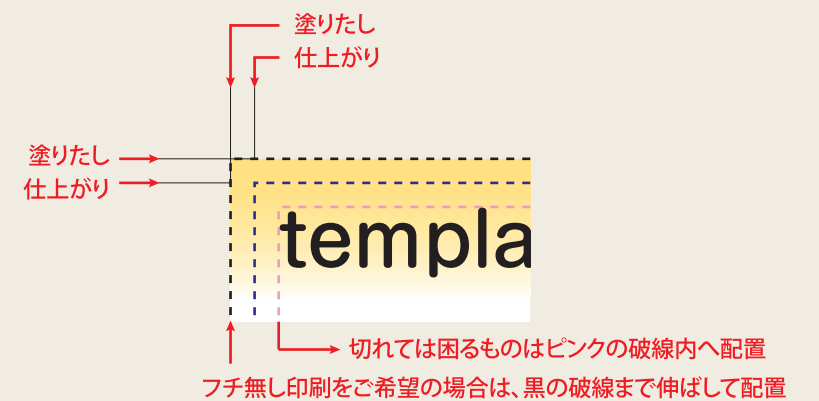 塗りたし
仕上がり
塗りたし
仕上がり
templa
切れては困るものはピンクの破線内へ配置
フチ無し印刷をご希望の場合は、黒の破線まで伸ばして配置